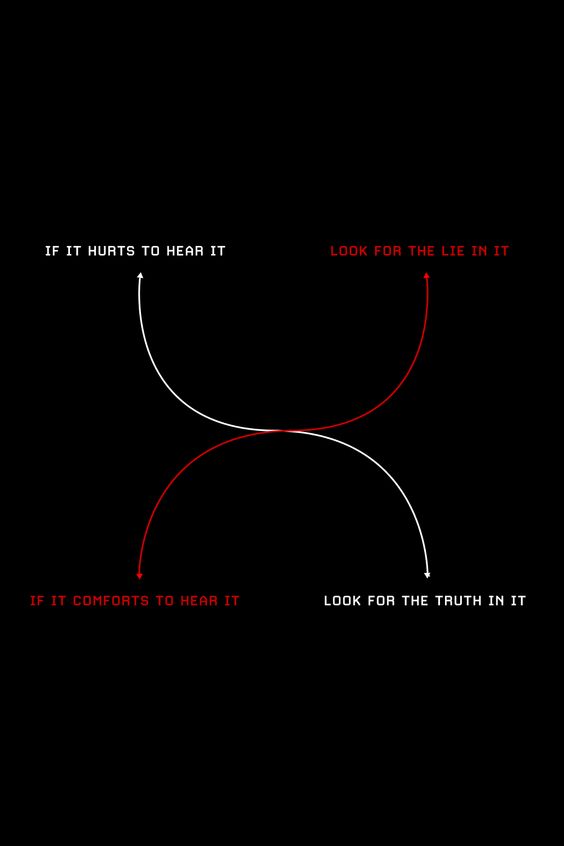 IF IT HURTS TO HEAR IT
LOOK FOR THE LIE IN IT
IF IT COMFORTS TO HEAR IT
LOOK FOR THE TRUTH IN IT